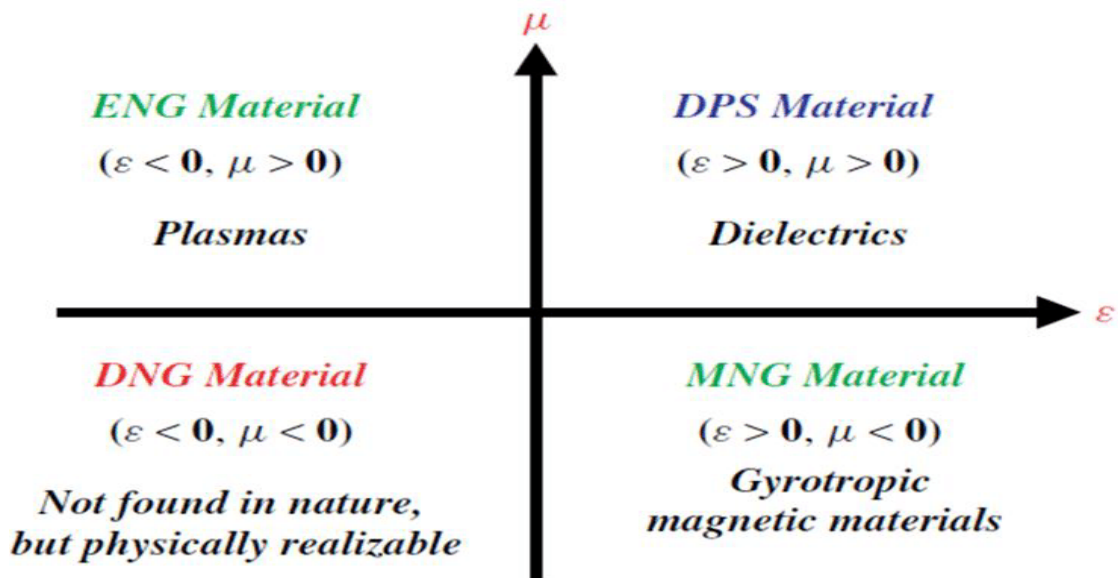 μ
ENG Material
(ε < 0, μ > 0)
Plasmas
DPS Material
(ε > 0, μ > 0)
Dielectrics
ε
DNG Material
(ε < 0, μ < 0)
Not found in nature,
but physically realizable
MNG Material
(ε > 0, μ < 0)
Gyrotropic
magnetic materials